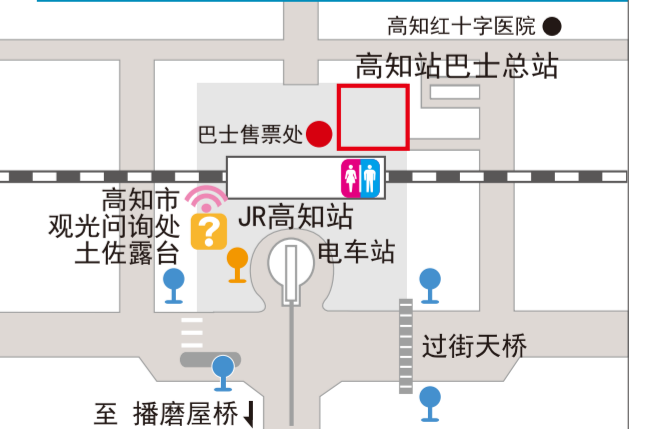 高知红十字医院
高知站巴士总站
巴士售票处
高知市
观光问询处
土佐露台
?
JR高知站
电车站
过街天桥
至 播磨屋桥